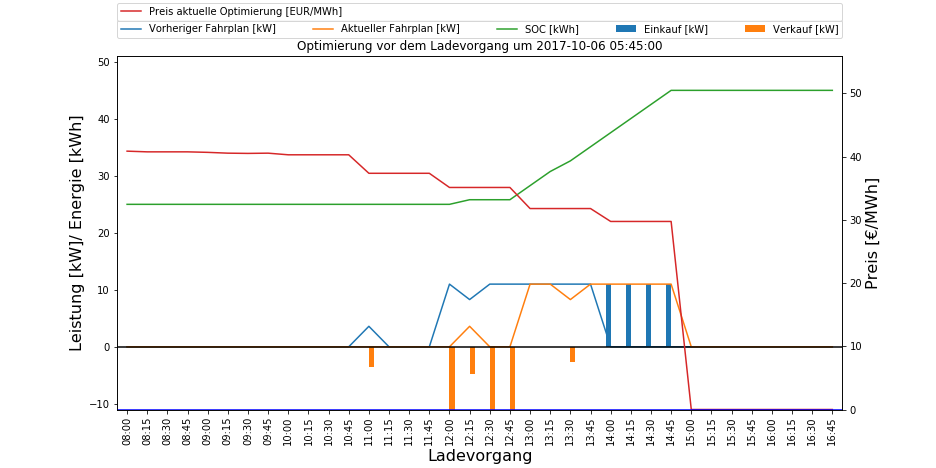 Preis aktuelle Optimierung [EUR/MWh]
Vorheriger Fahrplan [kW] Aktueller Fahrplan [kW] SOC [kWh] Einkauf [kW] Verkauf [kW]
Optimierung vor dem Ladevorgang um 2017-10-06 05:45:00
Leistung [kW]/ Energie [kWh]
50
40
30
20
10
0
−10
Preis [€/MWh]
50
40
30
20
10
0
08:00 08:15 08:30 08:45 09:00 09:15 09:30 09:45 10:00 10:15 10:30 10:45 11:00 11:15 11:30 11:45 12:00 12:15 12:30 12:45 13:00 13:15 13:30 13:45 14:00 14:15 14:30 14:45 15:00 15:15 15:30 15:45 16:00 16:15 16:30 16:45
Ladevorgang